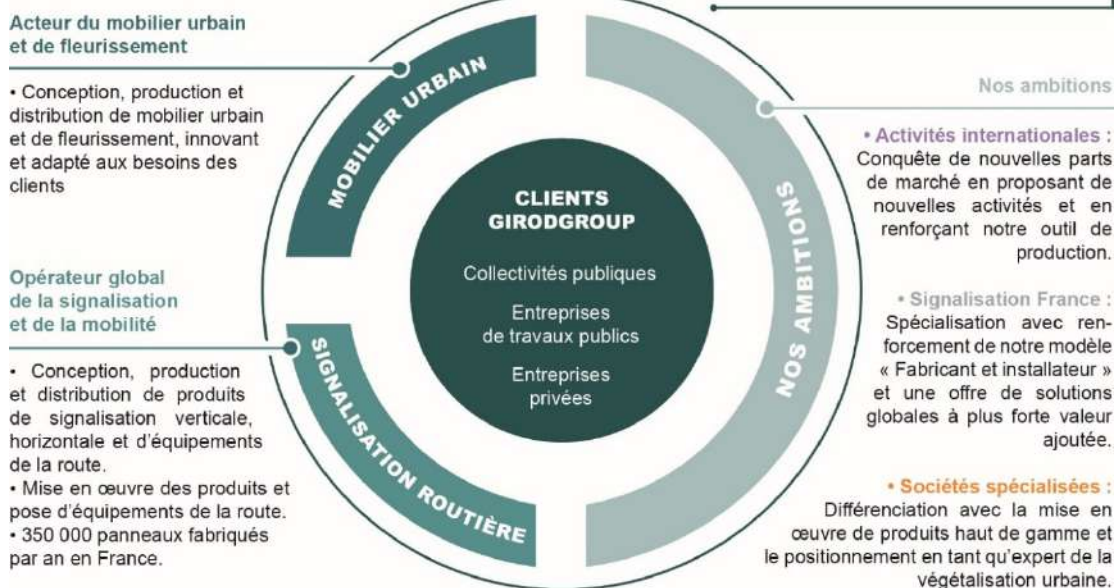 Acteur du mobilier urbain
et de fleurissement
• Conception, production et
distribution de mobilier urbain
et de fleurissement, innovant
et adapté aux besoins des
clients
Opérateur global
de la signalisation
et de la mobilité
• Conception, production
et distribution de produits
de signalisation verticale,
horizontale et d'équipements
de la route.
• Mise en œuvre des produits et
pose d'équipements de la route.
• 350 000 panneaux fabriqués
par an en France.
MOBILIER URBAIN
SIGNALISATION ROUTIÈRE
CLIENTS
GIRODGROUP
Collectivités publiques
Entreprises
de travaux publics
Entreprises
privées
NOS AMBITIONS
Nos ambitions
• Activités internationales :
Conquête de nouvelles parts
de marché en proposant de
nouvelles activités et en
renforçant notre outil de
production.
• Signalisation France :
Spécialisation avec ren-
forcement de notre modèle
« Fabricant et installateur »
et une offre de solutions
globales à plus forte valeur
ajoutée.
• Sociétés spécialisées :
Différenciation avec la mise en
œuvre de produits haut de gamme et
le positionnement en tant qu'expert de la
végétalisation urbaine.